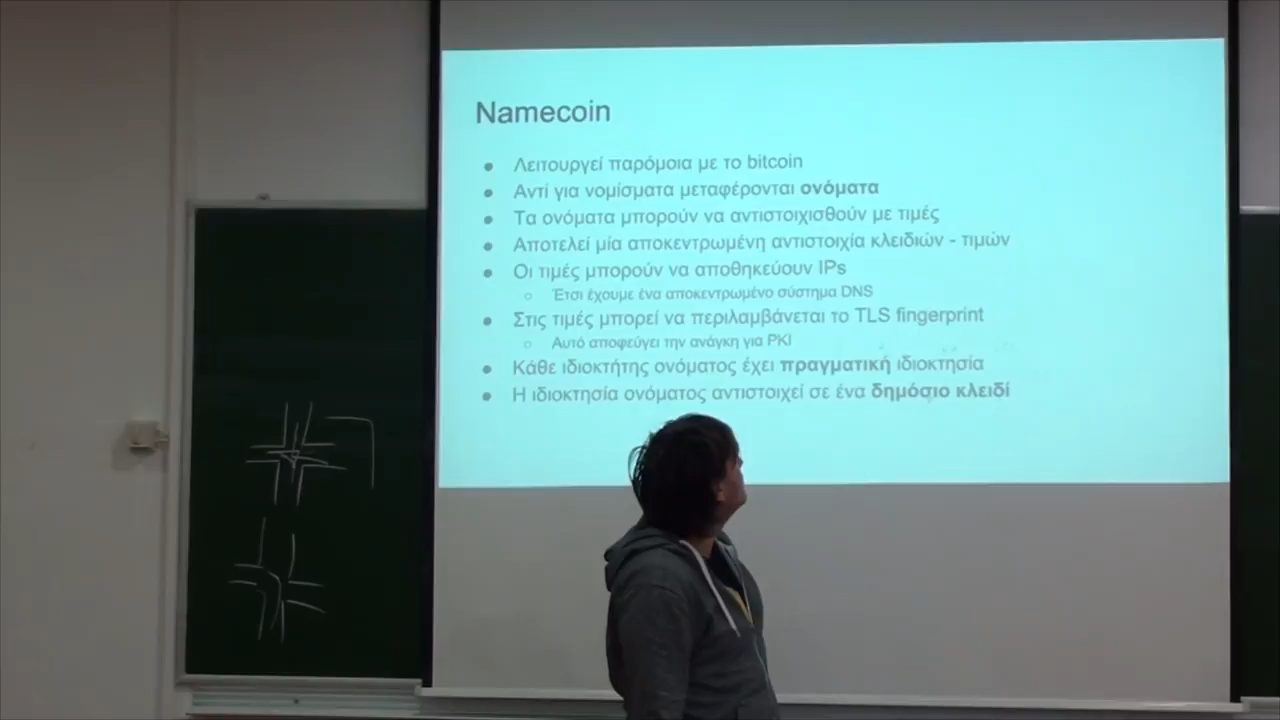 Namecoin
● Λειτουργεί παρόμοια με το bitcoin
● Αντί για νομίσματα μεταφέρονται ονόματα
● Τα ονόματα μπορούν να αντιστοιχισθούν με τιμές
● Αποτελεί μία αποκεντρωμένη αντιστοιχία κλειδιών - τιμών
● Οι τιμές μπορούν να αποθηκεύουν IPs
○ Έτσι έχουμε ένα αποκεντρωμένο σύστημα DNS
● Στις τιμές μπορεί να περιλαμβάνεται το TLS fingerprint
○ Αυτό αποφεύγει την ανάγκη για PKI
● Κάθε ιδιοκτήτης ονόματος έχει πραγματική ιδιοκτησία
● Η ιδιοκτησία ονόματος αντιστοιχεί σε ένα δημόσιο κλειδί